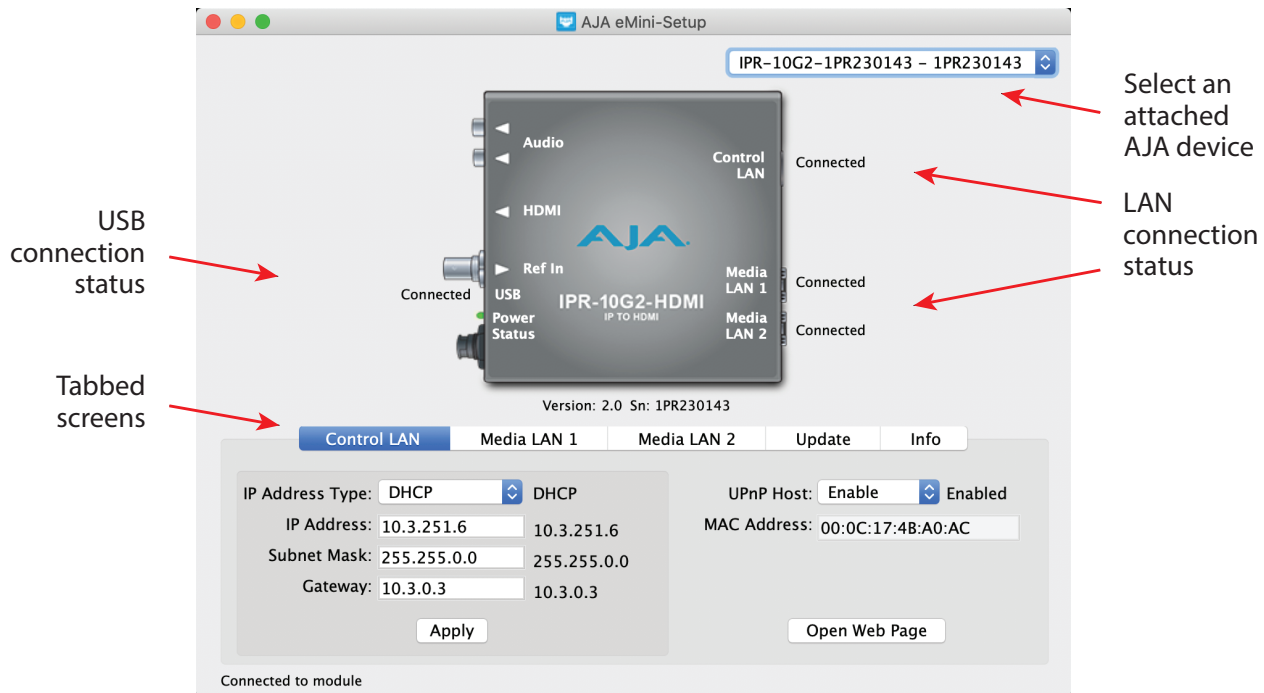 AJA eMini-Setup
IPR-10G2-1PR230143 - 1PR230143
Select an
attached
AJA device
Audio
Control
LAN
Connected
HDMI
LAN
connection
status
USB
connection
status
AJA
Ref In
Connected
USB
Media
LAN 1
Connected
IPR-10G2-HDMI
IP TO HDMI
Power
Status
Media
LAN 2
Connected
Tabbed
screens
Version: 2.0 Sn: 1PR230143
Control LAN Media LAN 1 Media LAN 2 Update Info
IP Address Type: DHCP DHCP
UPnP Host: Enable Enabled
IP Address: 10.3.251.6 10.3.251.6
MAC Address: 00:0C:17:4B:A0:AC
Subnet Mask: 255.255.0.0 255.255.0.0
Gateway: 10.3.0.3 10.3.0.3
Apply
Open Web Page
Connected to module